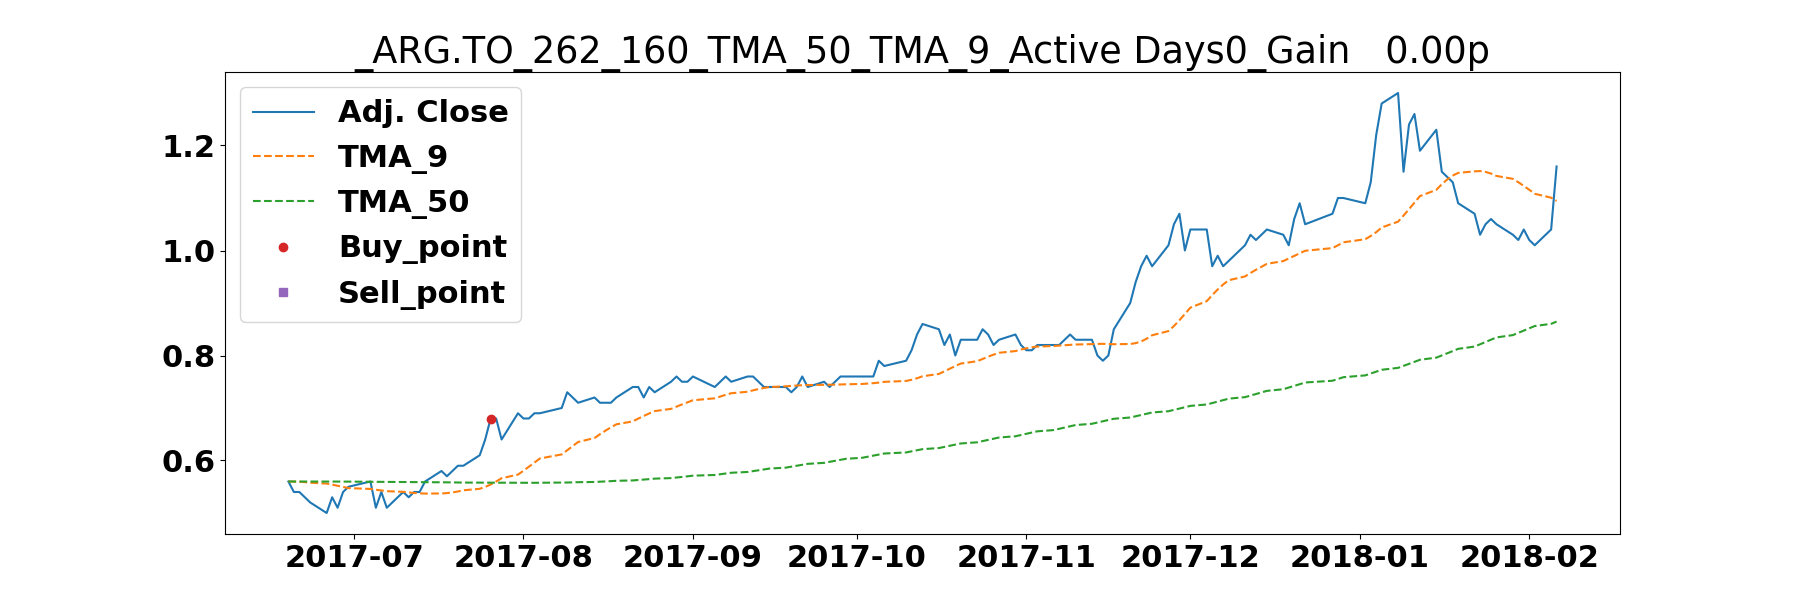 _ARG.TO_262_160_TMA_50_TMA_9_Active Days0_Gain   0.00p
Adj. Close
TMA_9
TMA_50
Buy_point
Sell_point
1.2
1.0
0.8
0.6
2017-07 2017-08 2017-09 2017-10 2017-11 2017-12 2018-01 2018-02